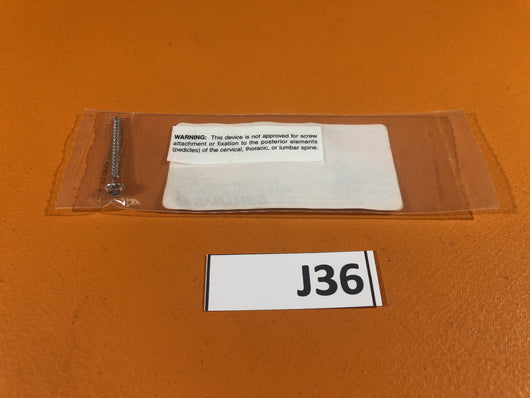 WARNING: This device is not approved for screw
attachment or fixation to the posterior elements
(pedicles) of the cervical, thoracic, or lumbar spine.
J36